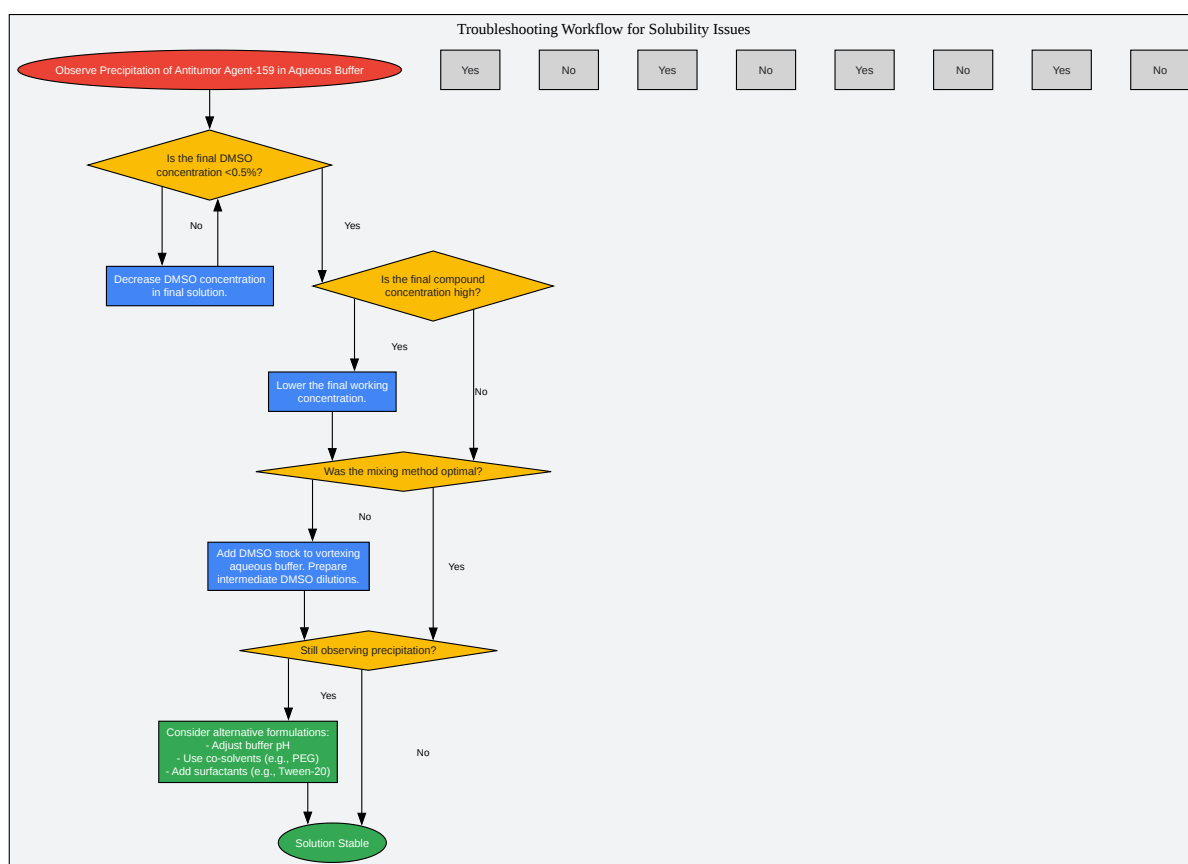 Troubleshooting Workflow for Solubility Issues
Observe Precipitation of Antitumor Agent-159 in Aqueous Buffer
Yes
No
Yes
No
Yes
No
Yes
No
Is the final DMSO
concentration <0.5%?
No
Yes
Decrease DMSO concentration
in final solution.
Is the final compound
concentration high?
Yes
Lower the final working
concentration.
No
Was the mixing method optimal?
No
Add DMSO stock to vortexing
aqueous buffer. Prepare
intermediate DMSO dilutions.
Yes
Still observing precipitation?
Yes
Consider alternative formulations:
- Adjust buffer pH
- Use co-solvents (e.g., PEG)
- Add surfactants (e.g., Tween-20)
No
Solution Stable